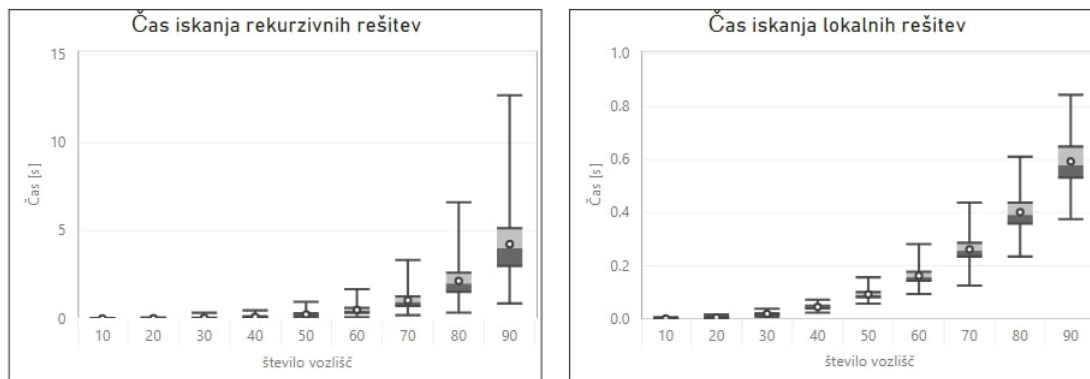 Čas iskanja rekurzivnih rešitev
15
10
5
0
Čas [s]
10 20 30 40 50 60 70 80 90
število vozlišč
Čas iskanja lokalnih rešitev
1.0
0.8
0.6
0.4
0.2
0.0
Čas [s]
10 20 30 40 50 60 70 80 90
število vozlišč